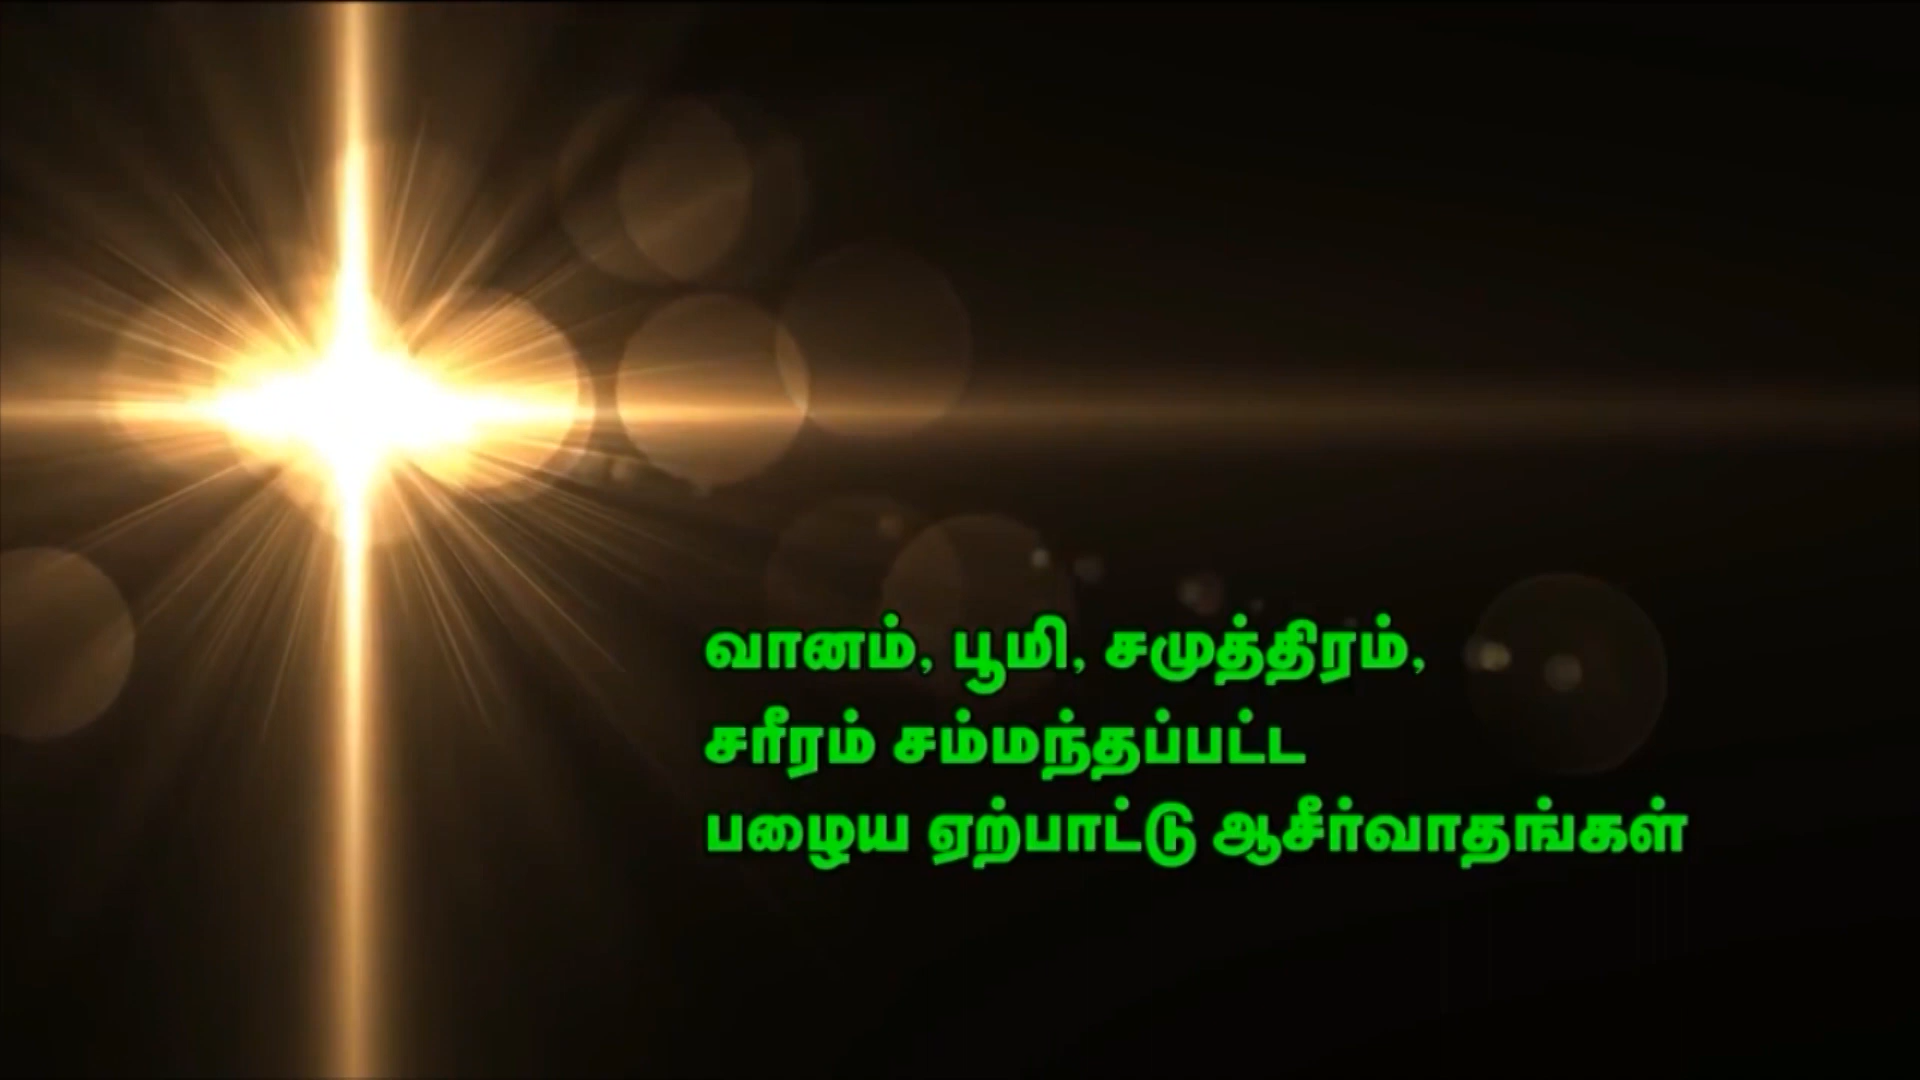 வானம், பூமி, சமுத்திரம்,
சரீரம் சம்மந்தப்பட்ட
பழைய ஏற்பாட்டு ஆசீர்வாதங்கள்